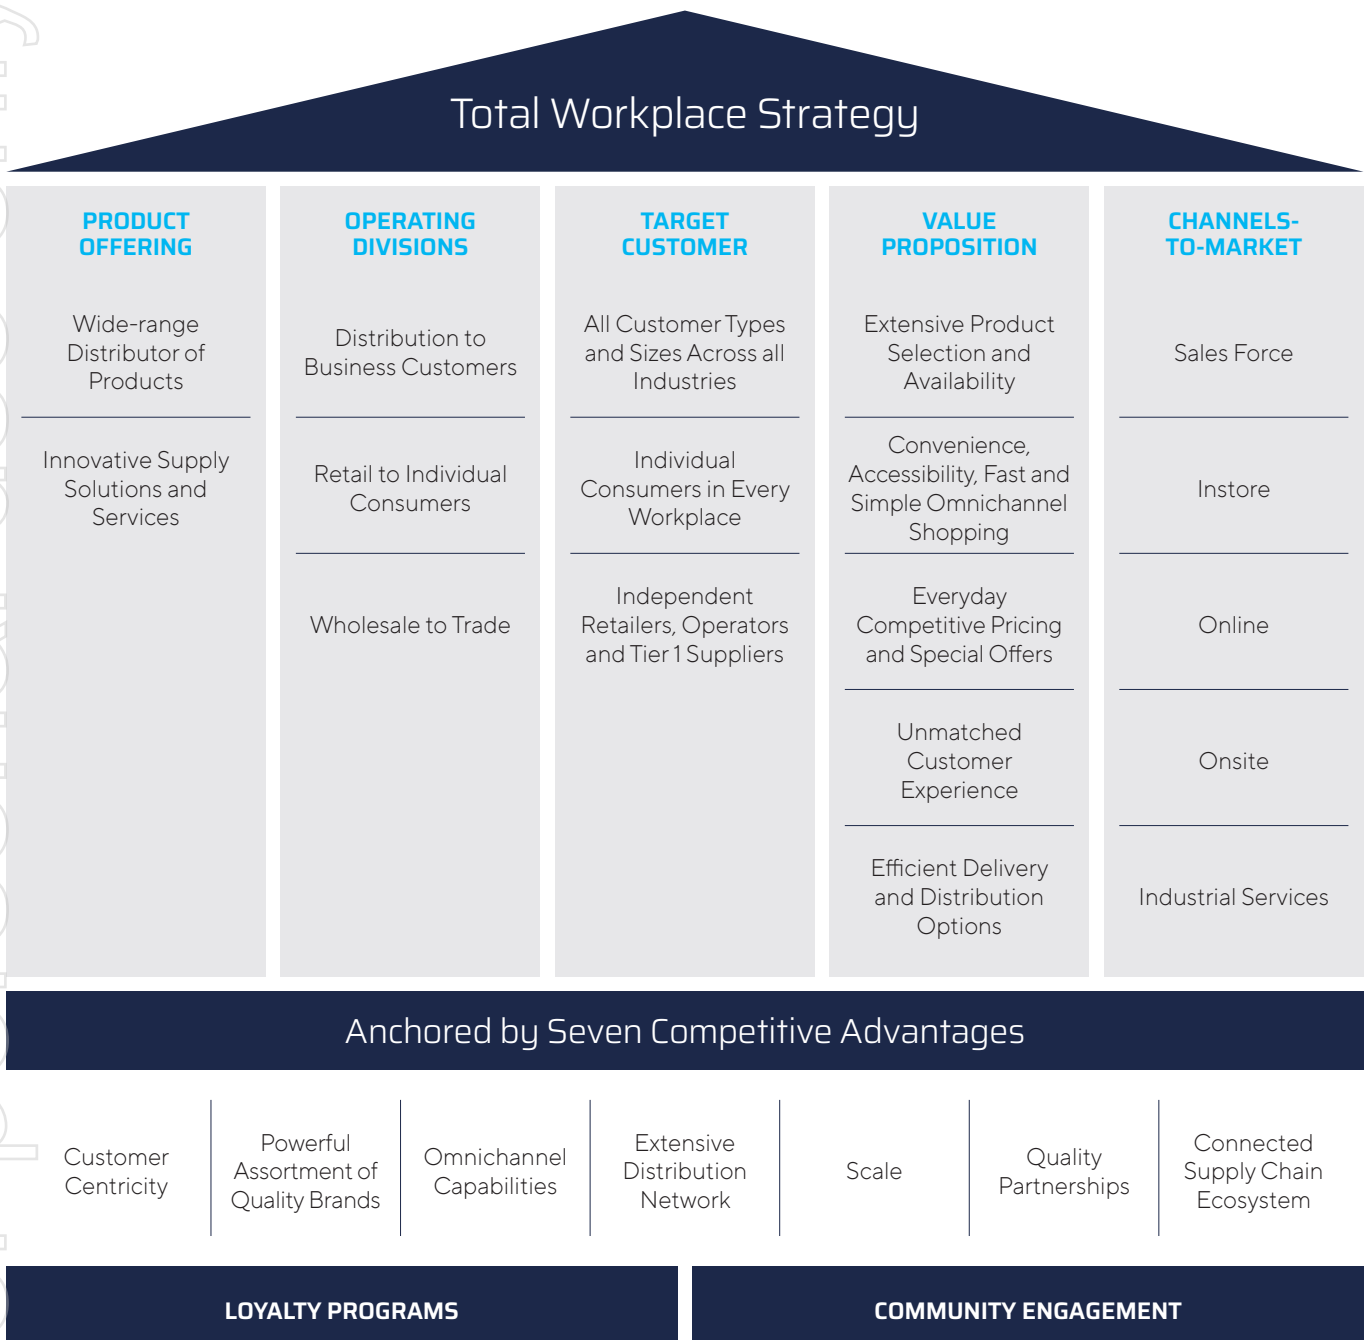 Total Workplace Strategy
PRODUCT
OFFERING
Wide-range
Distributor of
Products
Innovative Supply
Solutions and
Services
OPERATING
DIVISIONS
Distribution to
Business Customers
Retail to Individual
Consumers
Wholesale to Trade
TARGET
CUSTOMER
All Customer Types
and Sizes Across all
Industries
Individual
Consumers in Every
Workplace
Independent
Retailers, Operators
and Tier 1 Suppliers
VALUE
PROPOSITION
Extensive Product
Selection and
Availability
Convenience,
Accessibility, Fast and
Simple Omnichannel
Shopping
Everyday
Competitive Pricing
and Special Offers
Unmatched
Customer
Experience
Efficient Delivery
and Distribution
Options
CHANNELS-
TO-MARKET
Sales Force
Instore
Online
Onsite
Industrial Services
Anchored by Seven Competitive Advantages
Customer
Centricity
Powerful
Assortment of
Quality Brands
Omnichannel
Capabilities
Extensive
Distribution
Network
Scale
Quality
Partnerships
Connected
Supply Chain
Ecosystem
LOYALTY PROGRAMS
COMMUNITY ENGAGEMENT